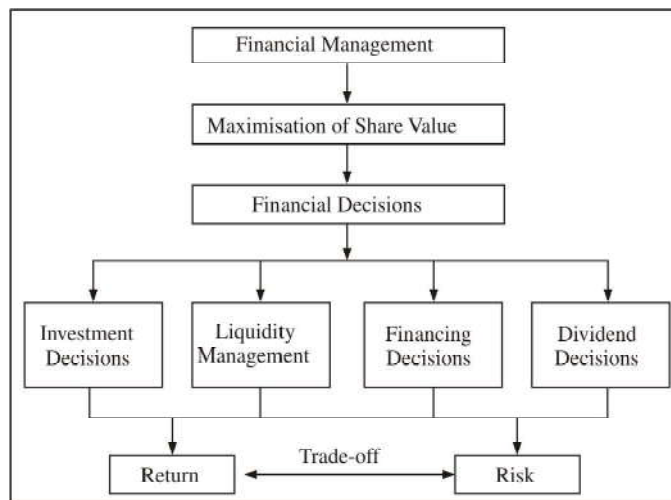 Financial Management
Maximisation of Share Value
Financial Decisions
Investment
Decisions
Liquidity
Management
Financing
Decisions
Dividend
Decisions
Return
Trade-off
Risk